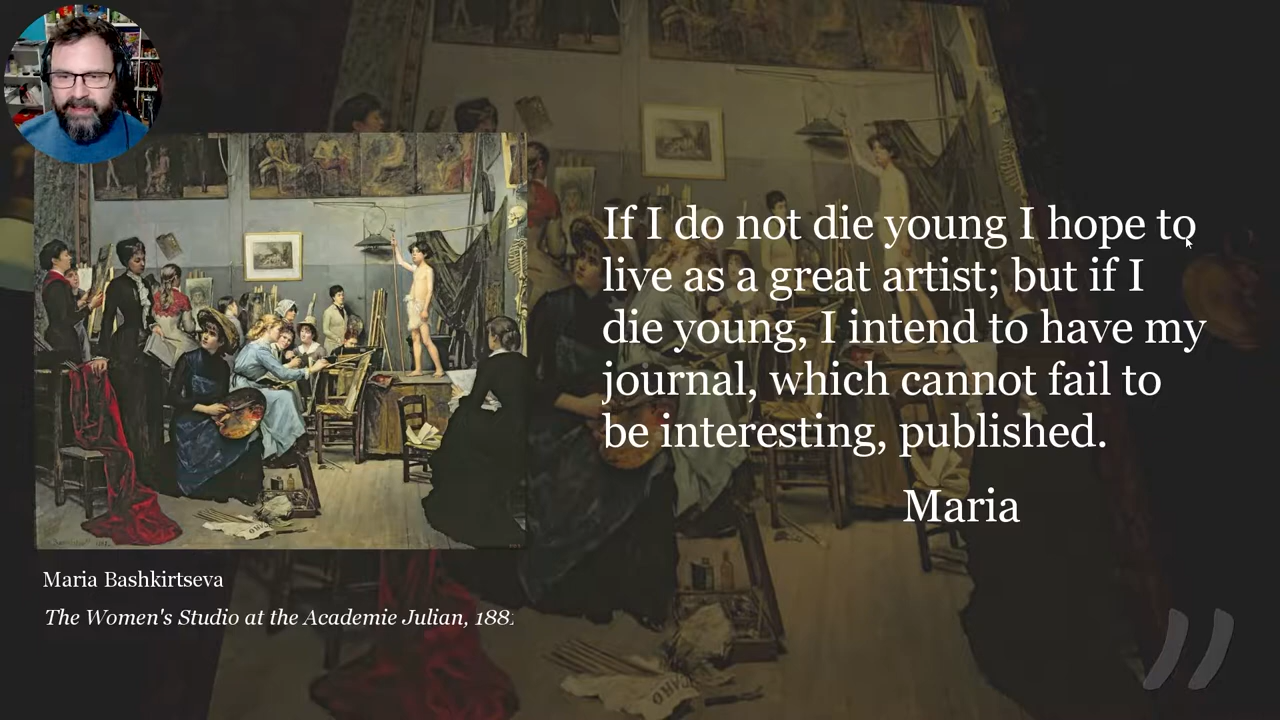 If I do not die young I hope to
live as a great artist; but if I
die young, I intend to have my
journal, which cannot fail to
be interesting, published.
Maria
Maria Bashkirtseva
The Women's Studio at the Academie Julian,